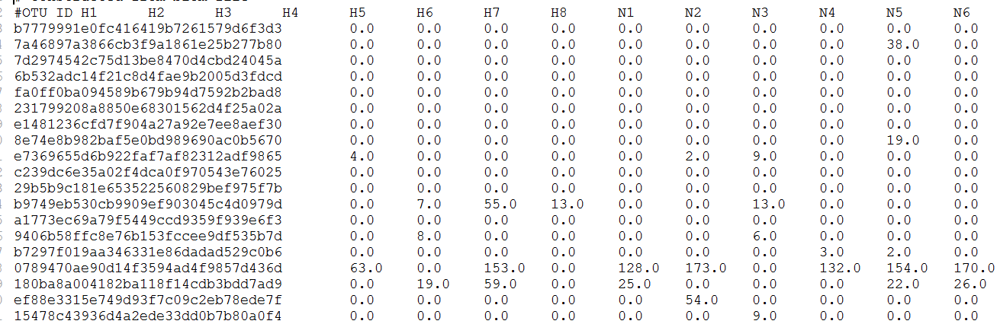 #OTU ID H1 H2 H3 H4 H5 H6 H7 H8 N1 N2 N3 N4 N5 N6
b7779991e0fc416419b7261579d6f3d3 0.0 0.0 0.0 0.0 0.0 0.0 0.0 0.0 0.0 0.0
7a46897a3866cb3f9a1861e25b277b80 0.0 0.0 0.0 0.0 0.0 0.0 0.0 0.0 38.0 0.0
7d2974542c75d13be8470d4cbd24045a 0.0 0.0 0.0 0.0 0.0 0.0 0.0 0.0 0.0 0.0
6b532adc14f21c8d4fae9b2005d3fdcd 0.0 0.0 0.0 0.0 0.0 0.0 0.0 0.0 0.0 0.0
fa0ff0ba094589b679b94d7592b2bad8 0.0 0.0 0.0 0.0 0.0 0.0 0.0 0.0 0.0 0.0
231799208a8850e68301562d4f25a02a 0.0 0.0 0.0 0.0 0.0 0.0 0.0 0.0 0.0 0.0
e1481236cfd7f904a27a92e7ee8aef30 0.0 0.0 0.0 0.0 0.0 0.0 0.0 0.0 0.0 0.0
8e74e8b982baf5e0bd989690ac0b5670 0.0 0.0 0.0 0.0 0.0 0.0 0.0 0.0 19.0 0.0
e7369655d6b922faf7af82312adf9865 4.0 0.0 0.0 0.0 0.0 2.0 9.0 0.0 0.0 0.0
c239dc6e35a02f4dca0f970543e76025 0.0 0.0 0.0 0.0 0.0 0.0 0.0 0.0 0.0 0.0
29b5b9c181e653522560829bef975f7b 0.0 0.0 0.0 0.0 0.0 0.0 0.0 0.0 0.0 0.0
b9749eb530cb9909ef903045c4d0979d 0.0 7.0 55.0 13.0 0.0 0.0 13.0 0.0 0.0 0.0
a1773ec69a79f5449ccd9359f939e6f3 0.0 0.0 0.0 0.0 0.0 0.0 0.0 0.0 0.0 0.0
9406b58ffc8e76b153fccee9df535b7d 0.0 8.0 0.0 0.0 0.0 0.0 6.0 0.0 0.0 0.0
b7297f019aa346331e86dadad529c0b6 0.0 0.0 0.0 0.0 0.0 0.0 0.0 3.0 2.0 0.0
0789470ae90d14f3594ad4f9857d436d 63.0 0.0 153.0 0.0 128.0 173.0 0.0 132.0 154.0 170.0
180ba8a004182ba118f14cdb3bdd7ad9 0.0 19.0 59.0 0.0 25.0 0.0 0.0 0.0 22.0 26.0
ef88e3315e749d93f7c09c2eb78ede7f 0.0 0.0 0.0 0.0 0.0 54.0 0.0 0.0 0.0 0.0
15478c43936d4a2ede33dd0b7b80a0f4 0.0 0.0 0.0 0.0 0.0 0.0 9.0 0.0 0.0 0.0